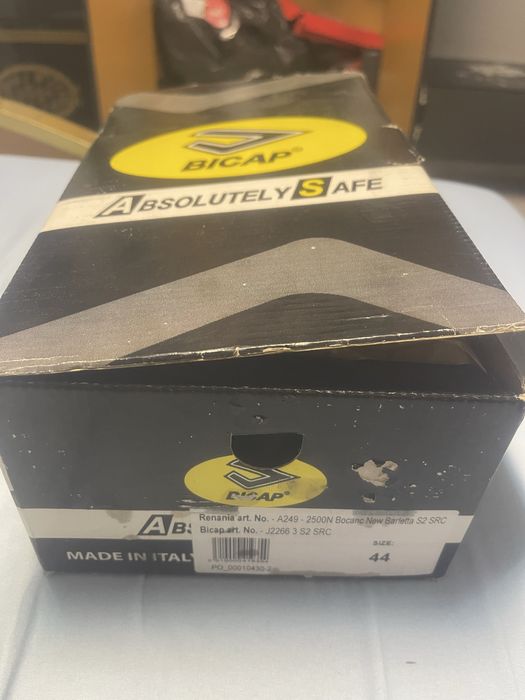 BICAP®
ABSOLUTELY SAFE
BICAP®
Renania art. No. - A249 - 2500N Bocanc New Barletta S2 SRC
ABS
Bicap art. No. - J2266 3 S2 SRC
SIZE:
44
MADE IN ITALY
PO_00010430-2